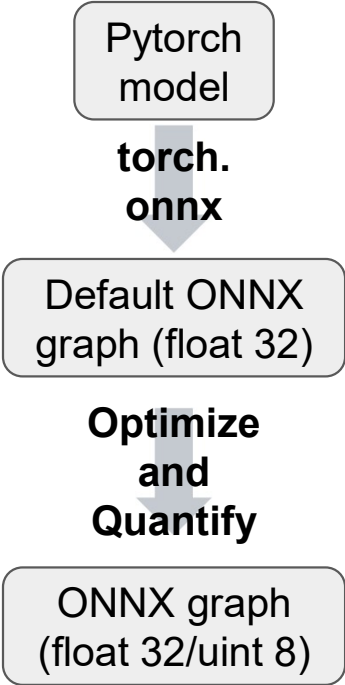 Pytorch
model
torch.
onnx
Default ONNX
graph (float 32)
Optimize
and
Quantify
ONNX graph
(float 32/uint 8)